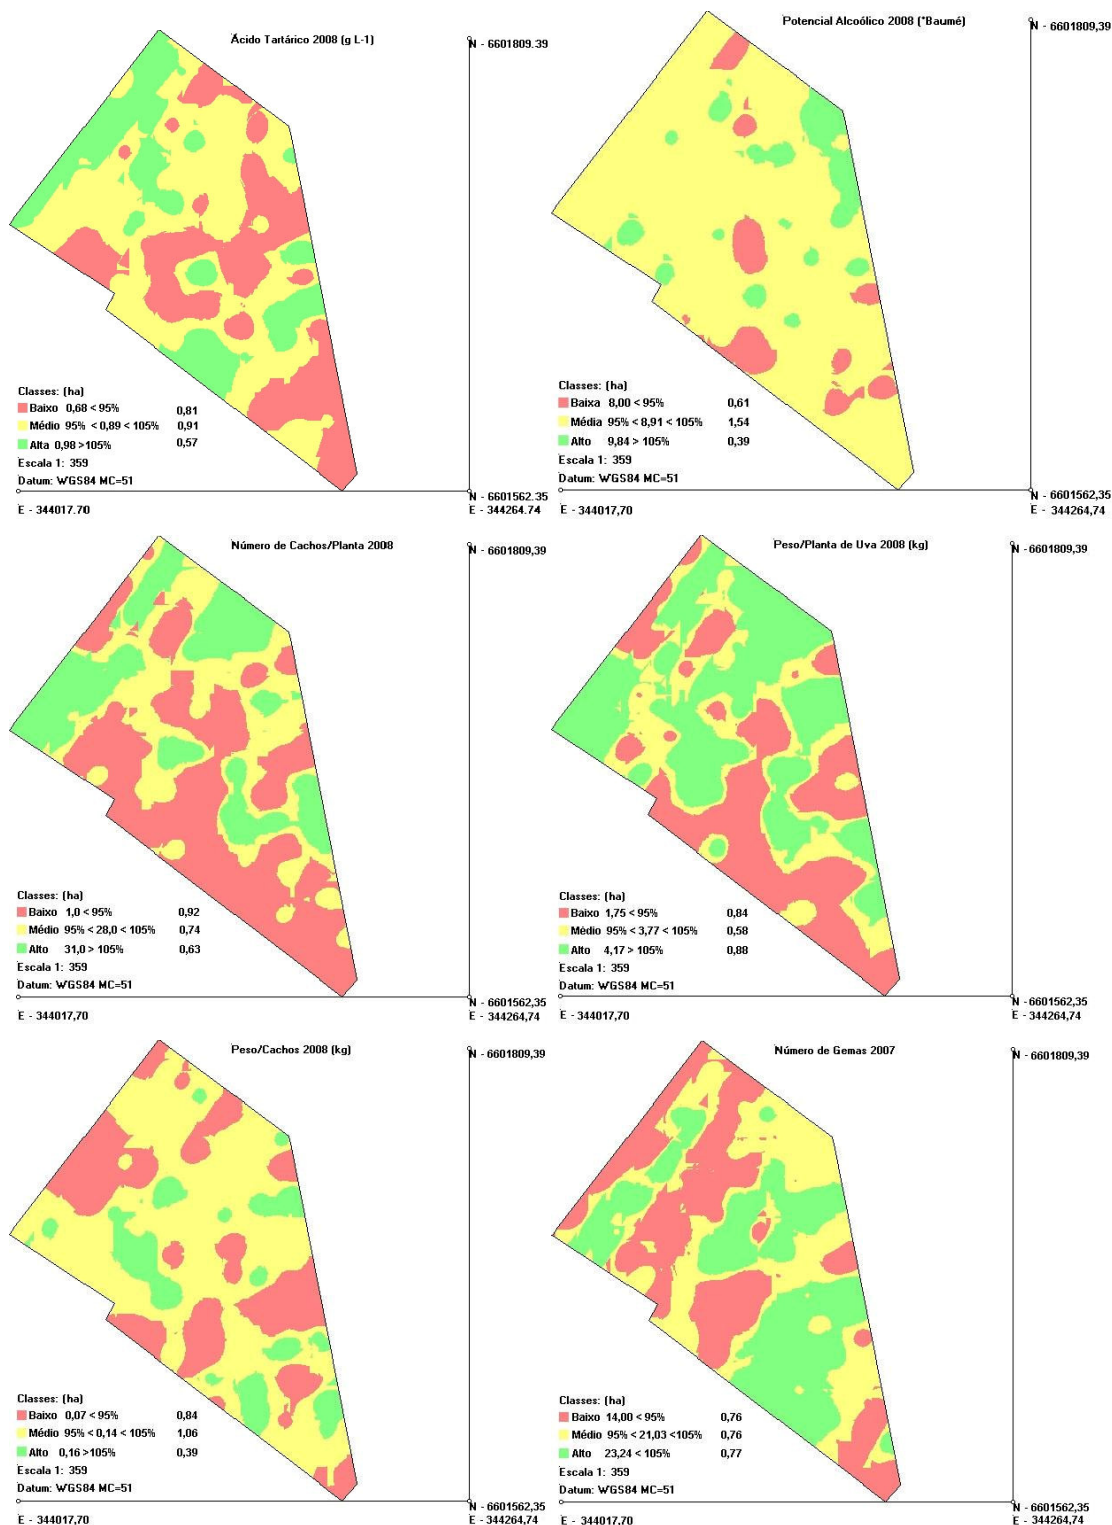 Ácido Tartárico 2008 (g L-1)
N - 6601809.39
Classes: (ha)
Baixo 0,68 < 95% 0,81
Médio 95% < 0,89 < 105% 0,91
Alta 0,98 >105% 0,57
Escala 1: 359
Datum: WGS84 MC=51
N - 6601562.35
E - 344017.70 E - 344264.74
Potencial Alcoólico 2008 (°Baumé)
N - 6601809,39
Classes: (ha)
Baixa 8,00 < 95% 0,61
Média 95% < 8,91 < 105% 1,54
Alto 9,84 > 105% 0,39
Escala 1: 359
Datum: WGS84 MC=51
N - 6601562,35
E - 344017,70 E - 344264,74
Número de Cachos/Planta 2008
N - 6601809,39
Classes: (ha)
Baixo 1,0 < 95% 0,92
Médio 95% < 28,0 < 105% 0,74
Alto 31,0 > 105% 0,63
Escala 1: 359
Datum: WGS84 MC=51
N - 6601562,35
E - 344017,70 E - 344264,74
Peso/Planta de Uva 2008 (kg)
N - 6601809,39
Classes: (ha)
Baixo 1,75 < 95% 0,84
Médio 95% < 3,77 < 105% 0,58
Alto 4,17 > 105% 0,88
Escala 1: 359
Datum: WGS84 MC=51
N - 6601562,35
E - 344017,70 E - 344264,74
Peso/Cachos 2008 (kg)
N - 6601809,39
Classes: (ha)
Baixo 0,07 < 95% 0,84
Médio 95% < 0,14 < 105% 1,06
Alto 0,16 >105% 0,39
Escala 1: 359
Datum: WGS84 MC=51
N - 6601562,35
E - 344017,70 E - 344264,74
Número de Gemas 2007
N - 6601809,39
Classes: (ha)
Baixo 14,00 < 95% 0,76
Médio 95% < 21,03 <105% 0,76
Alto 23,24 < 105% 0,77
Escala 1: 359
Datum: WGS84 MC=51
N - 6601562,35
E - 344017,70 E - 344264,74